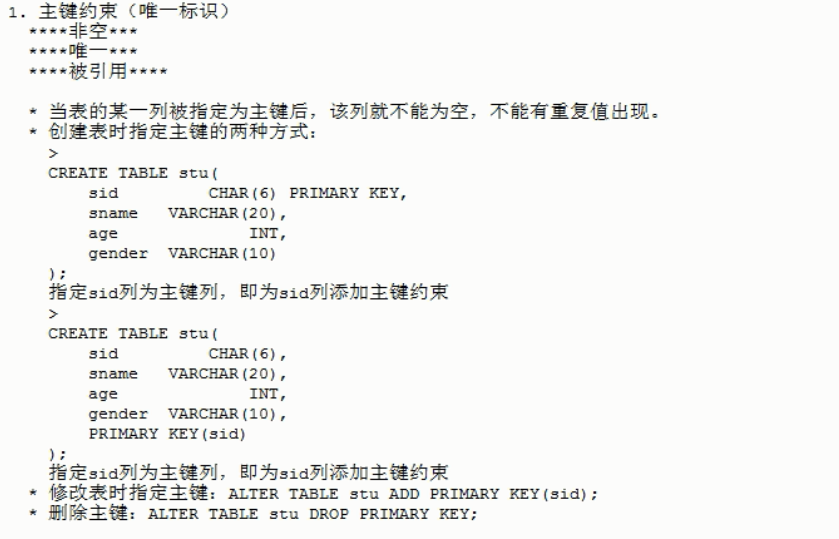 1. 主键约束（唯一标识）
****非空***
****唯一***
****被引用****
* 当表的某一列被指定为主键后，该列就不能为空，不能有重复值出现。
* 创建表时指定主键的两种方式：
>
CREATE TABLE stu(
sid CHAR(6) PRIMARY KEY,
sname VARCHAR(20),
age INT,
gender VARCHAR(10)
);
指定sid列为主键列，即为sid列添加主键约束
>
CREATE TABLE stu(
sid CHAR(6),
sname VARCHAR(20),
age INT,
gender VARCHAR(10),
PRIMARY KEY(sid)
);
指定sid列为主键列，即为sid列添加主键约束
* 修改表时指定主键：ALTER TABLE stu ADD PRIMARY KEY(sid);
* 删除主键：ALTER TABLE stu DROP PRIMARY KEY;